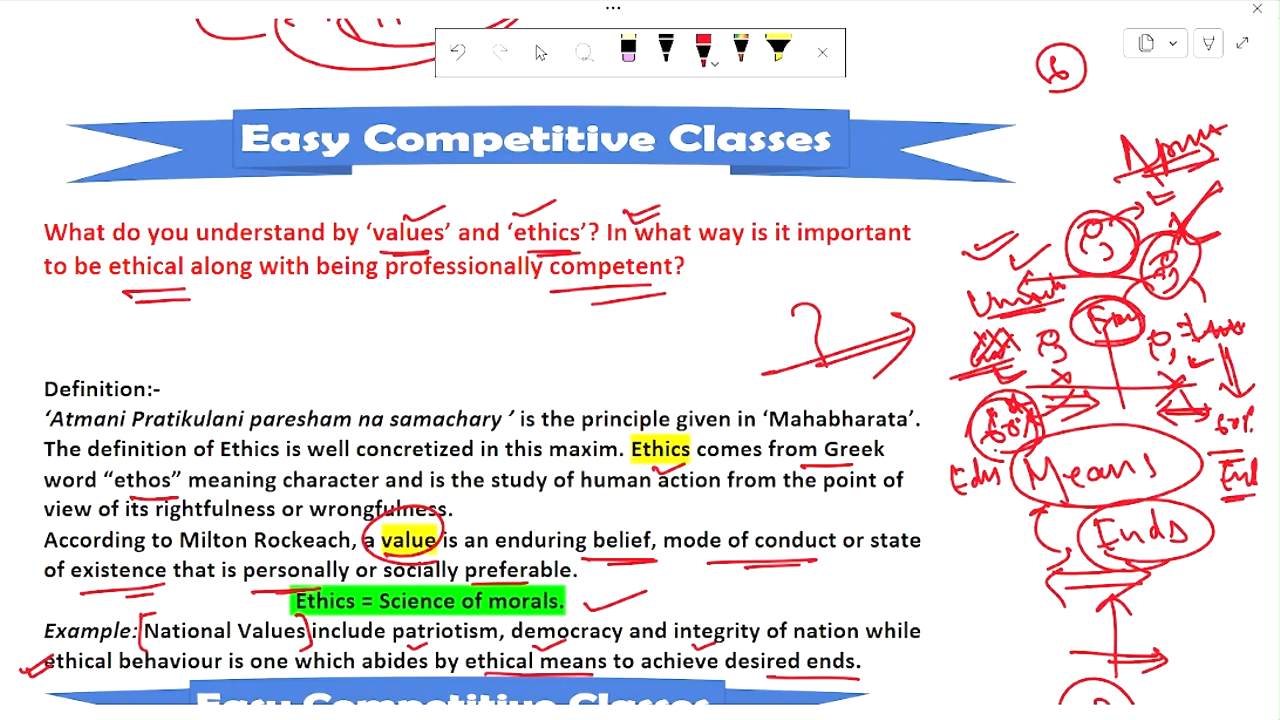 6
Easy Competitive Classes
What do you understand by ‘values’ and ‘ethics’? In what way is it important
to be ethical along with being professionally competent?
Definition:-
‘Atmani Pratikulani paresham na samachary ’ is the principle given in ‘Mahabharata’.
The definition of Ethics is well concretized in this maxim. Ethics comes from Greek
word “ethos” meaning character and is the study of human action from the point of
view of its rightfulness or wrongfulness.
According to Milton Rockeach, a value is an enduring belief, mode of conduct or state
of existence that is personally or socially preferable.
Ethics = Science of morals.
Example: National Values include patriotism, democracy and integrity of nation while
ethical behaviour is one which abides by ethical means to achieve desired ends.
Means
Ends
Easy Competitive Classes